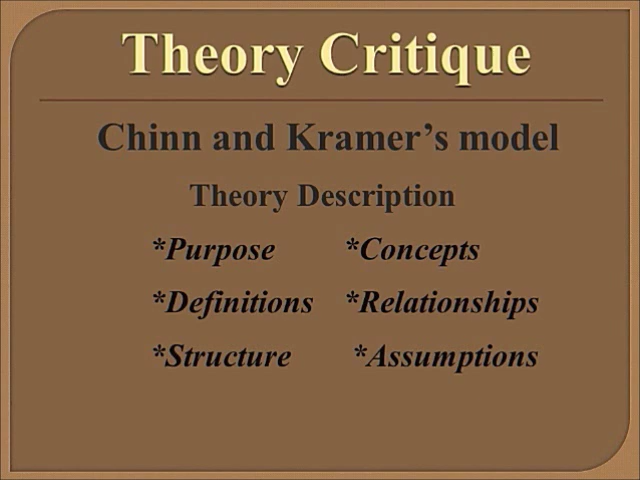 Theory Critique
Chinn and Kramer’s model
Theory Description
*Purpose *Concepts
*Definitions *Relationships
*Structure *Assumptions